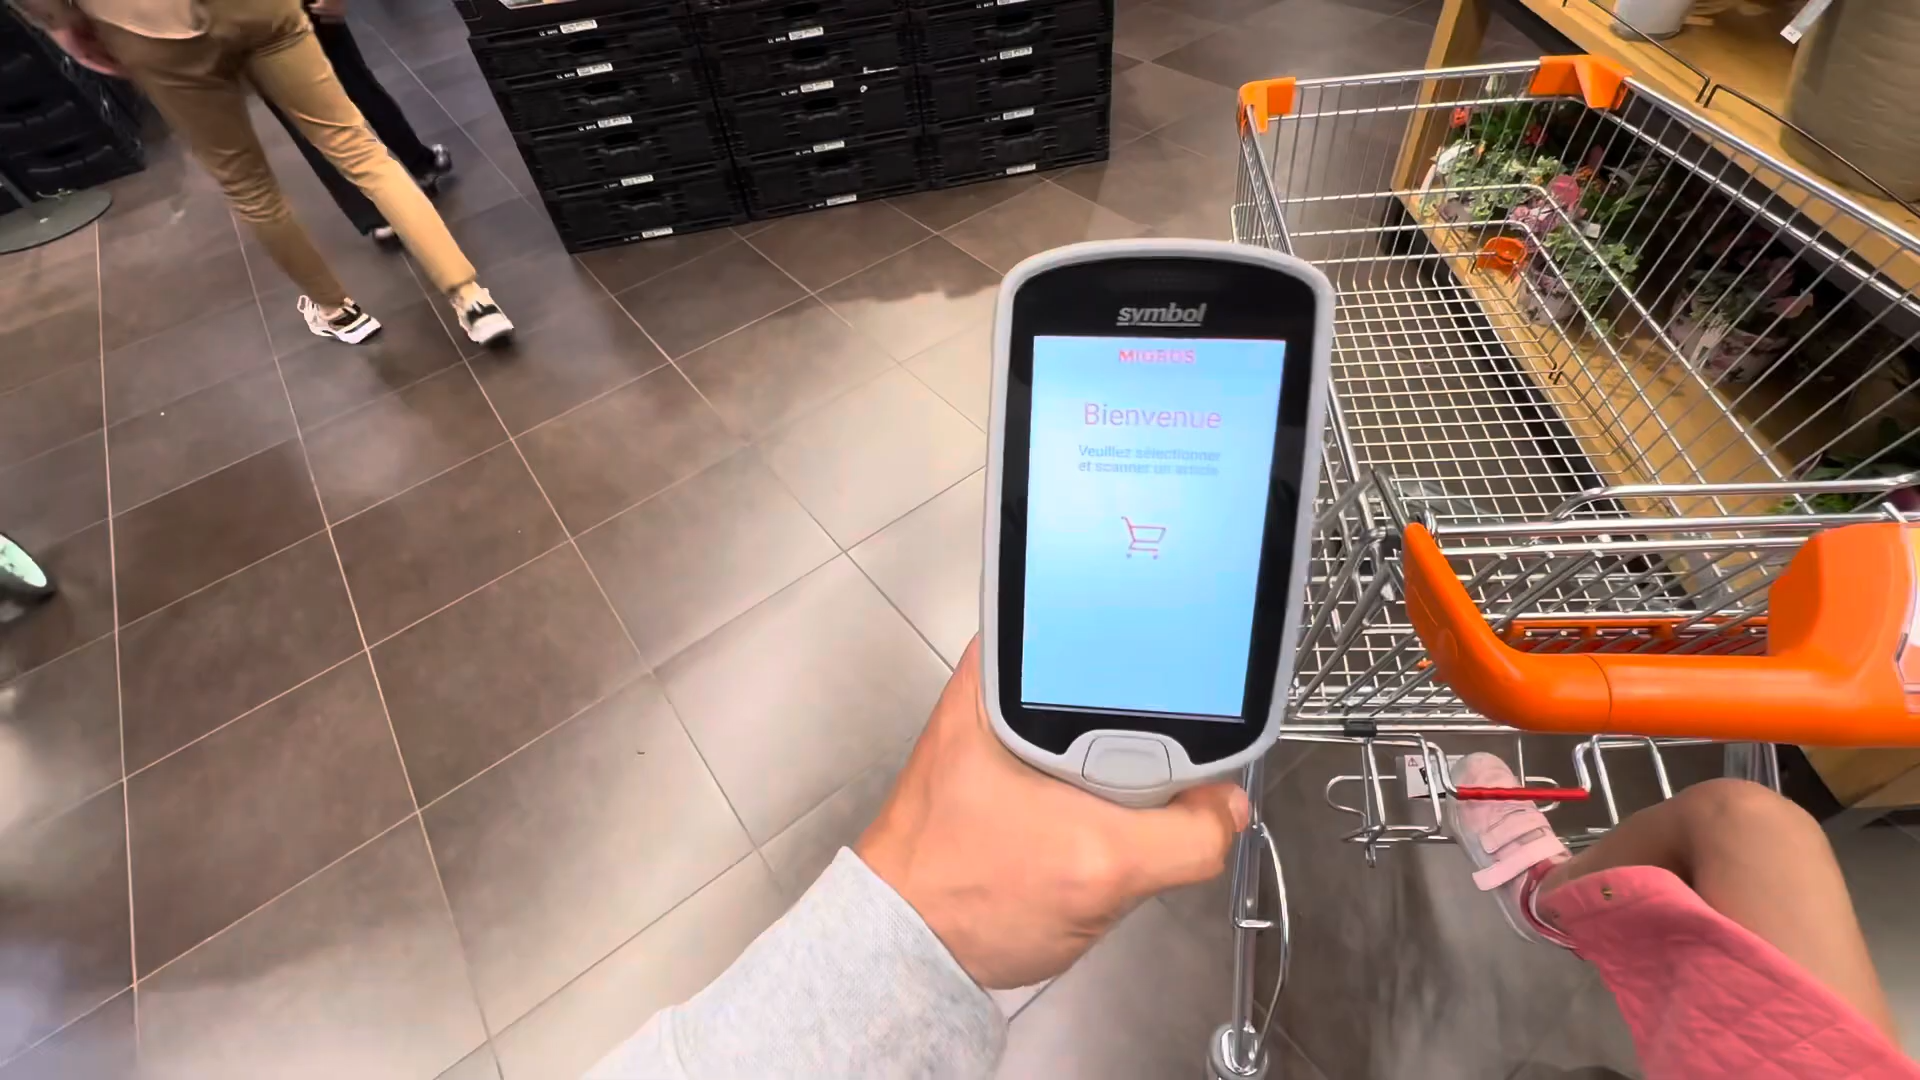 symbol
MIGROS
Bienvenue
Veuillez sélectionner
et scanner un article